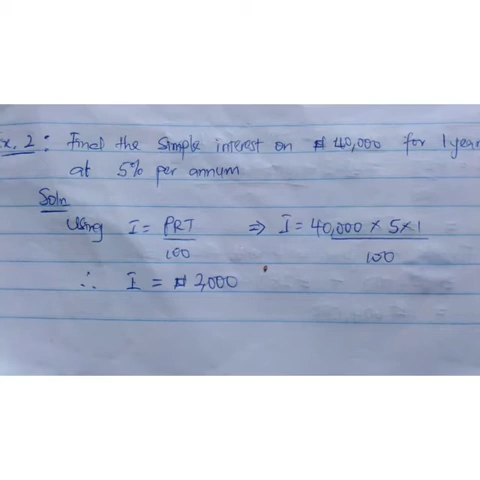 Ex. 2: Find the simple interest on ₦ 40,000 for 1 year
at 5% per annum
Soln
Using I = PRT/100 ⇒ I = 40,000 × 5 × 1/100
∴ I = ₦ 2,000